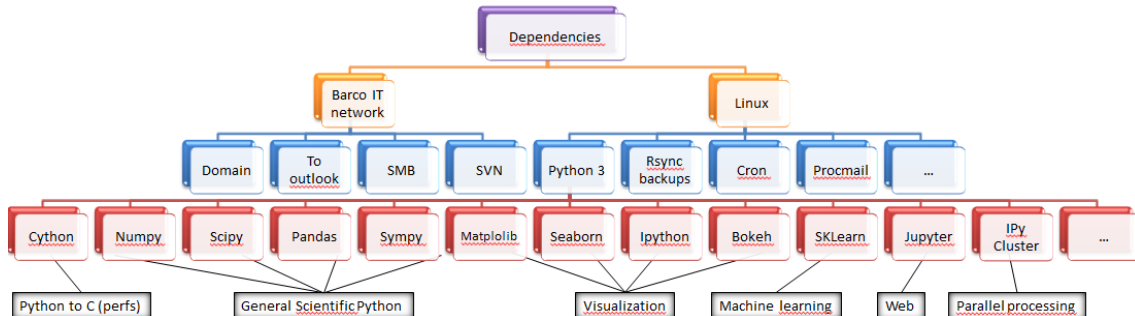 Dependencies
Barco IT
network
Linux
Domain
To
outlook
SMB
SVN
Python 3
Rsync
backups
Cron
Procmail
...
Cython
Numpy
Scipy
Pandas
Sympy
Matplolib
Seaborn
Ipython
Bokeh
SKLearn
Jupyter
IPy
Cluster
...
Python to C (perfs)
General Scientific Python
Visualization
Machine learning
Web
Parallel processing